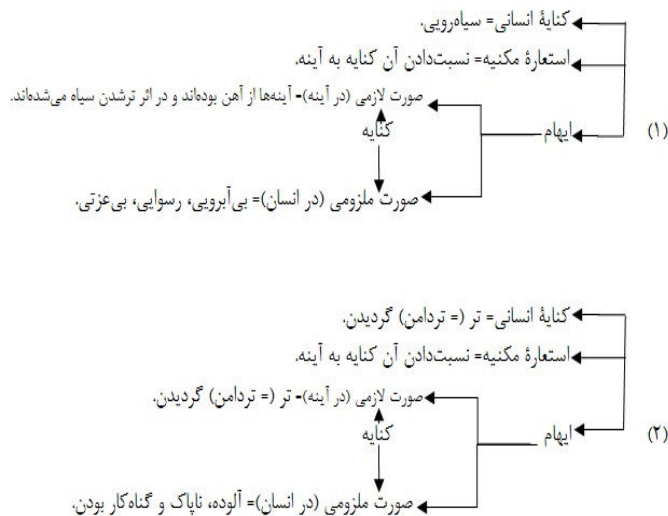 کنایهٔ انسانی= سیاه‌رویی.
استعارهٔ مکنیه= نسبت‌دادن آن کنایه به آینه.
صورت لازمی (در آینه)- آینه‌ها از آهن بوده‌اند و در اثر ترشدن سیاه می‌شده‌اند.
(۱) ایهام کنایه
صورت ملزومی (در انسان)= بی‌آبرویی، رسوایی، بی‌عزتی.
کنایهٔ انسانی= تر (= تردامن) گردیدن.
استعارهٔ مکنیه= نسبت‌دادن آن کنایه به آینه.
صورت لازمی (در آینه)- تر (= تردامن) گردیدن.
(۲) ایهام کنایه
صورت ملزومی (در انسان)= آلوده، ناپاک و گناه‌کار بودن.